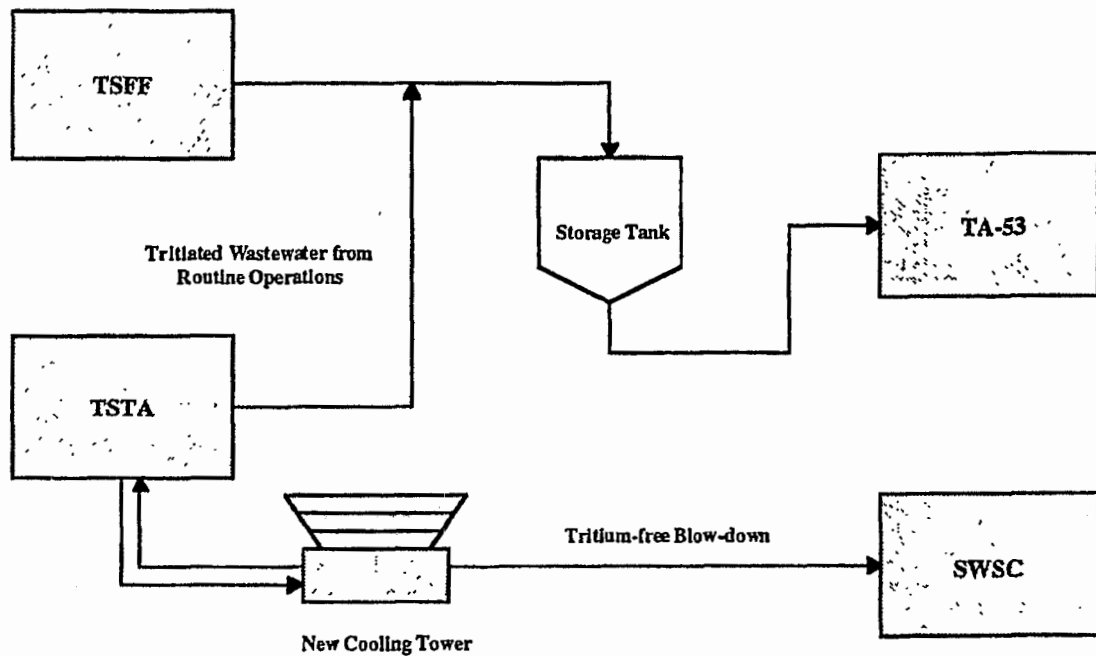 TSFF
Storage Tank
TA-53
Tritiated Wastewater from
Routine Operations
TSTA
Tritium-free Blow-down
SWSC
New Cooling Tower